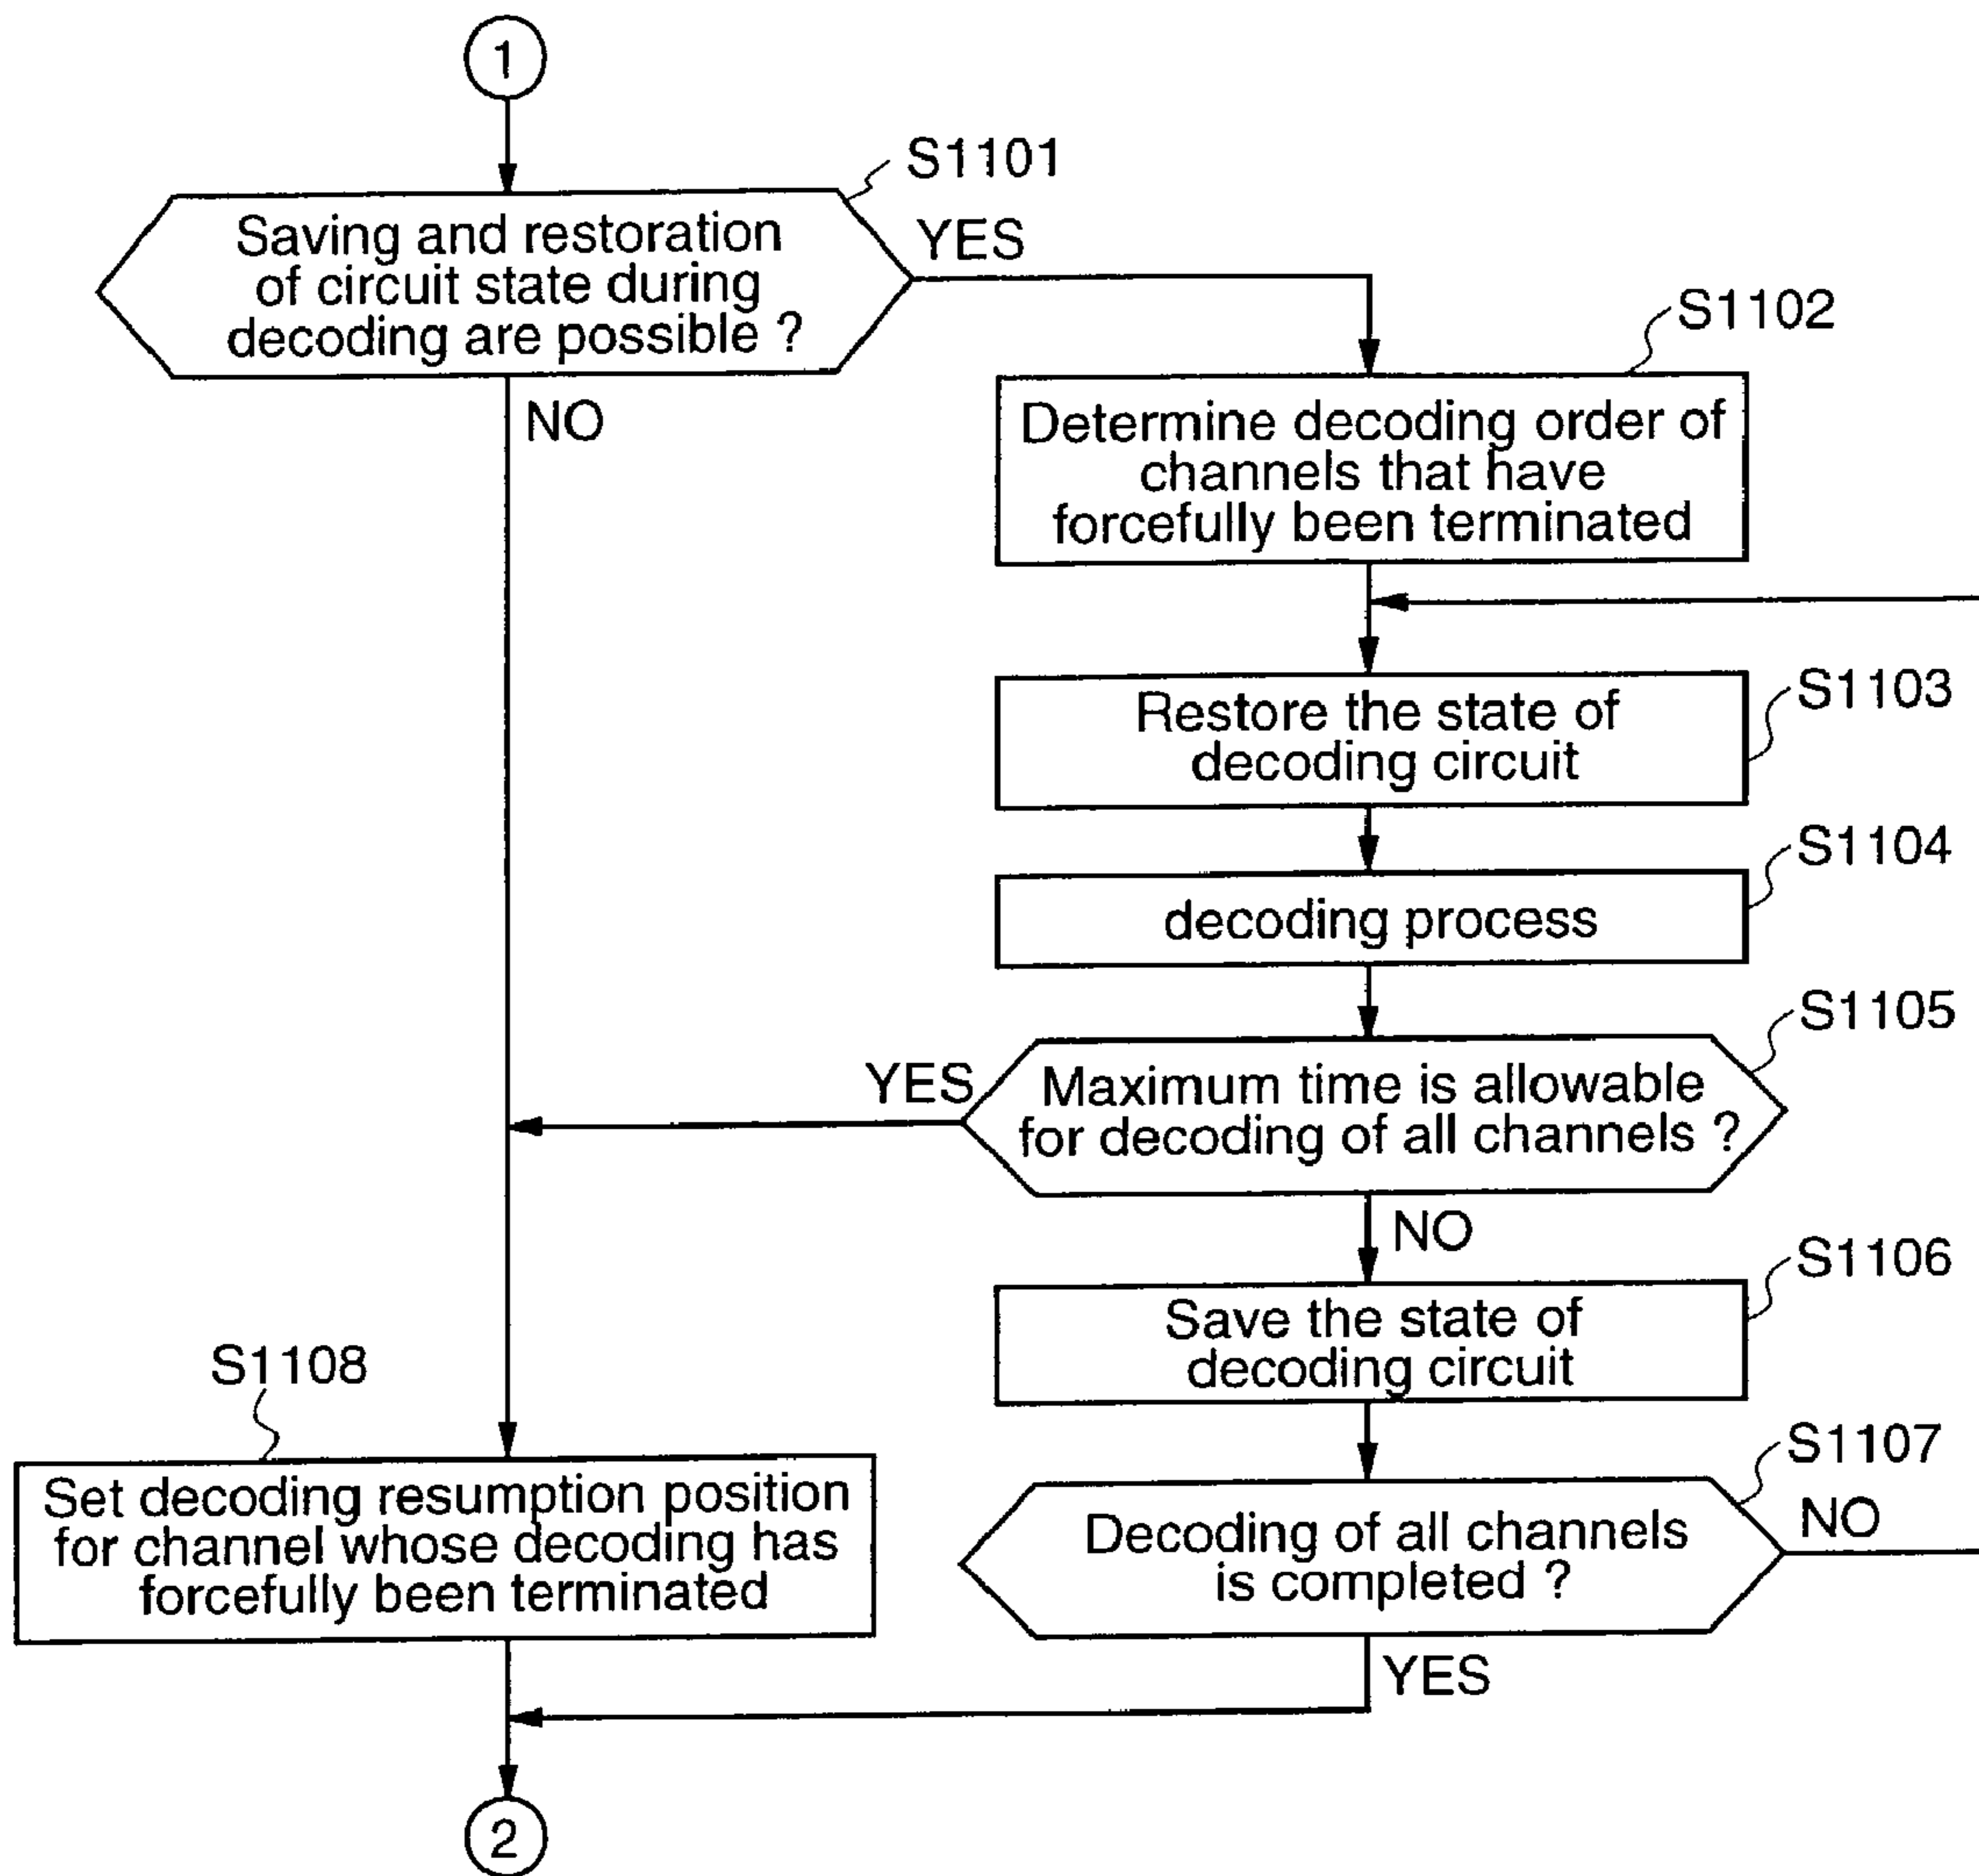 1
S1101
Saving and restoration
of circuit state during
decoding are possible ?
YES
NO
S1102
Determine decoding order of
channels that have
forcefully been terminated
S1103
Restore the state of
decoding circuit
S1104
decoding process
S1105
Maximum time is allowable
for decoding of all channels ?
YES
NO
S1106
Save the state of
decoding circuit
S1107
Decoding of all channels
is completed ?
NO
YES
S1108
Set decoding resumption position
for channel whose decoding has
forcefully been terminated
2